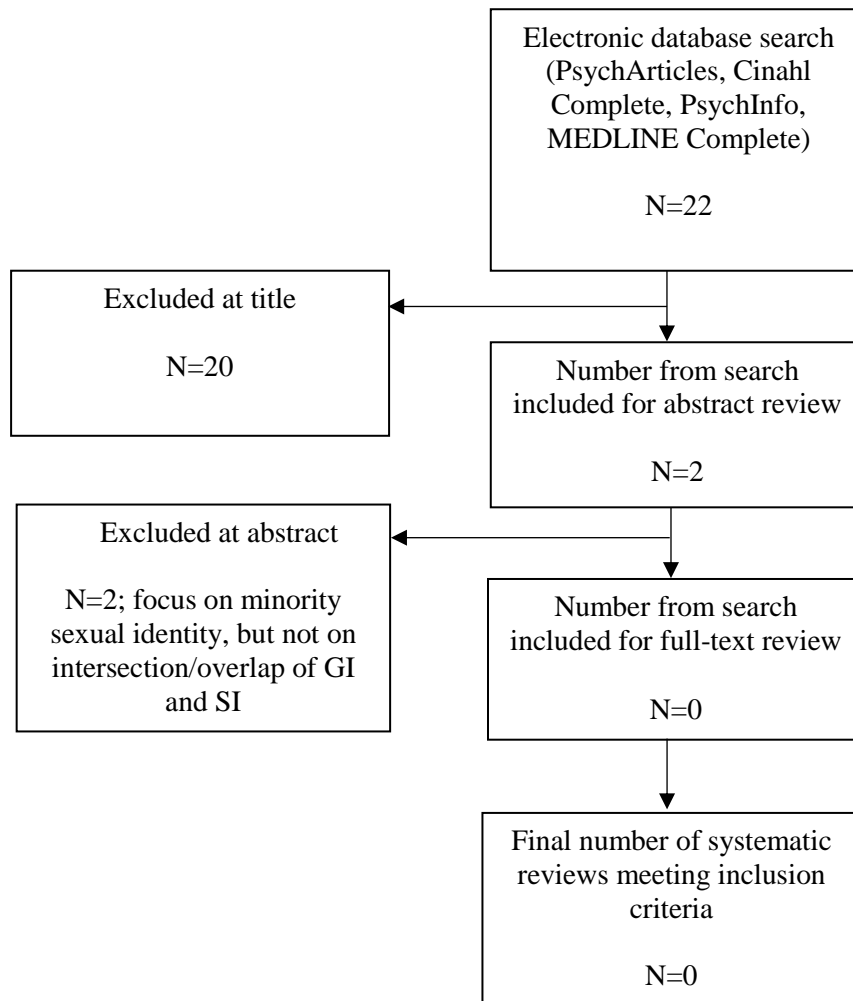 Electronic database search
(PsychArticles, Cinahl
Complete, PsychInfo,
MEDLINE Complete)
N=22
Excluded at title
N=20
Number from search
included for abstract review
N=2
Excluded at abstract
N=2; focus on minority
sexual identity, but not on
intersection/overlap of GI
and SI
Number from search
included for full-text review
N=0
Final number of systematic
reviews meeting inclusion
criteria
N=0